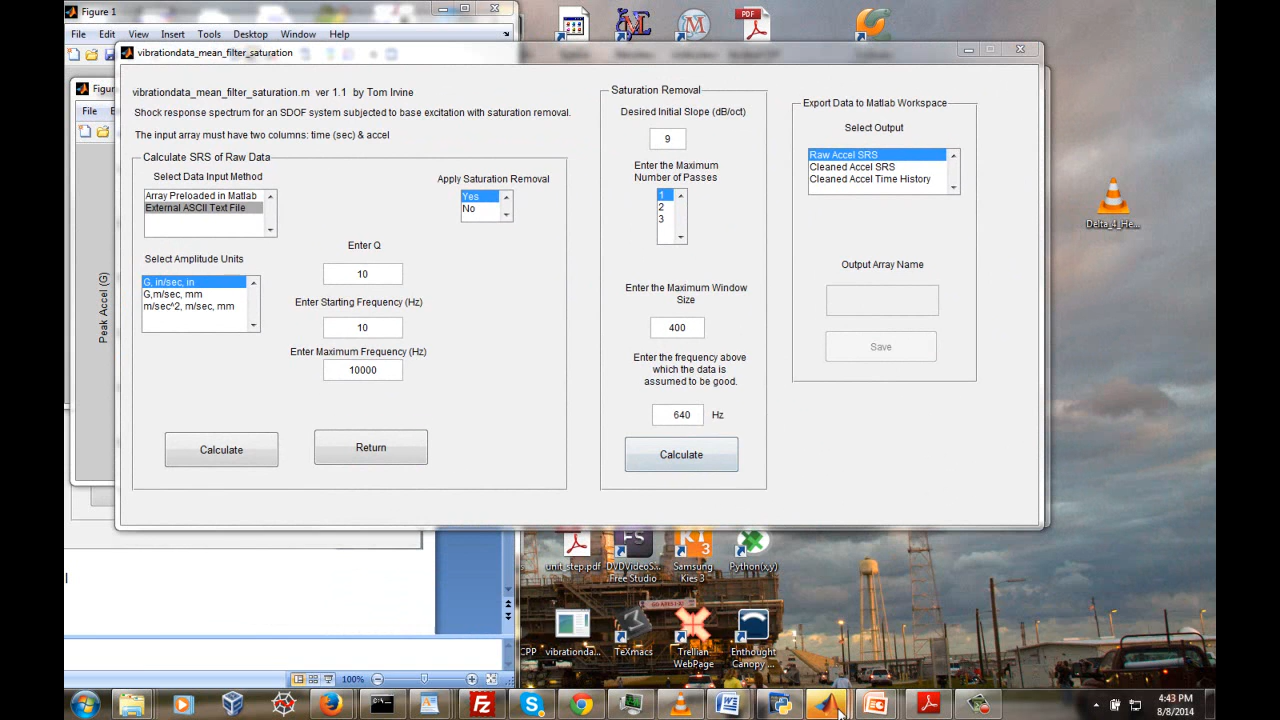 Figure 1
File Edit View Insert Tools Desktop Window Help
vibrationdata_mean_filter_saturation
Figur
File
Peak Accel (G)
vibrationdata_mean_filter_saturation.m ver 1.1 by Tom Irvine
Shock response spectrum for an SDOF system subjected to base excitation with saturation removal.
The input array must have two columns: time (sec) & accel
Calculate SRS of Raw Data
Select Data Input Method
Array Preloaded in Matlab
External ASCII Text File
Apply Saturation Removal
Yes
No
Select Amplitude Units
G, in/sec, in
G,m/sec, mm
m/sec^2, m/sec, mm
Enter Q
10
Enter Starting Frequency (Hz)
10
Enter Maximum Frequency (Hz)
10000
Calculate
Return
Saturation Removal
Desired Initial Slope (dB/oct)
9
Enter the Maximum
Number of Passes
1
2
3
Enter the Maximum Window
Size
400
Enter the frequency above
which the data is
assumed to be good.
640 Hz
Calculate
Export Data to Matlab Workspace
Select Output
Raw Accel SRS
Cleaned Accel SRS
Cleaned Accel Time History
Output Array Name
Save
PDF
Delta_4_He...
unit_step.pdf
DVDVideoS...
Free Studio
Samsung
Kies 3
Python(x,y)
CPP
vibrationda...
TeXmacs
Trellian
WebPage
Enthought
Canopy ...
100%
4:43 PM
8/8/2014